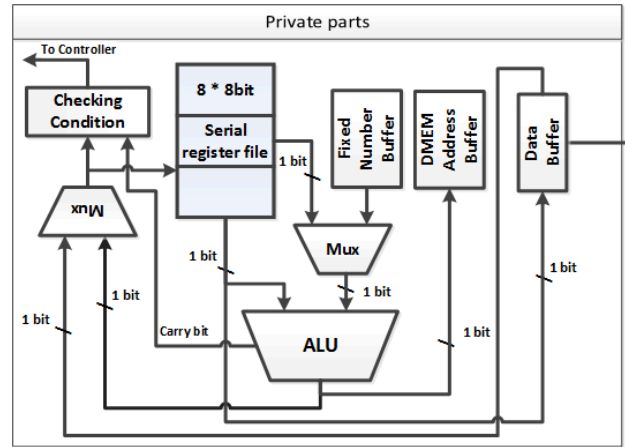 Private parts
To Controller
Checking
Condition
8 * 8bit
Serial
register file
1 bit
Fixed
Number
Buffer
DMEM
Address
Buffer
Data
Buffer
Mux
Mux
1 bit
1 bit
1 bit
1 bit
1 bit
Carry bit
ALU
1 bit